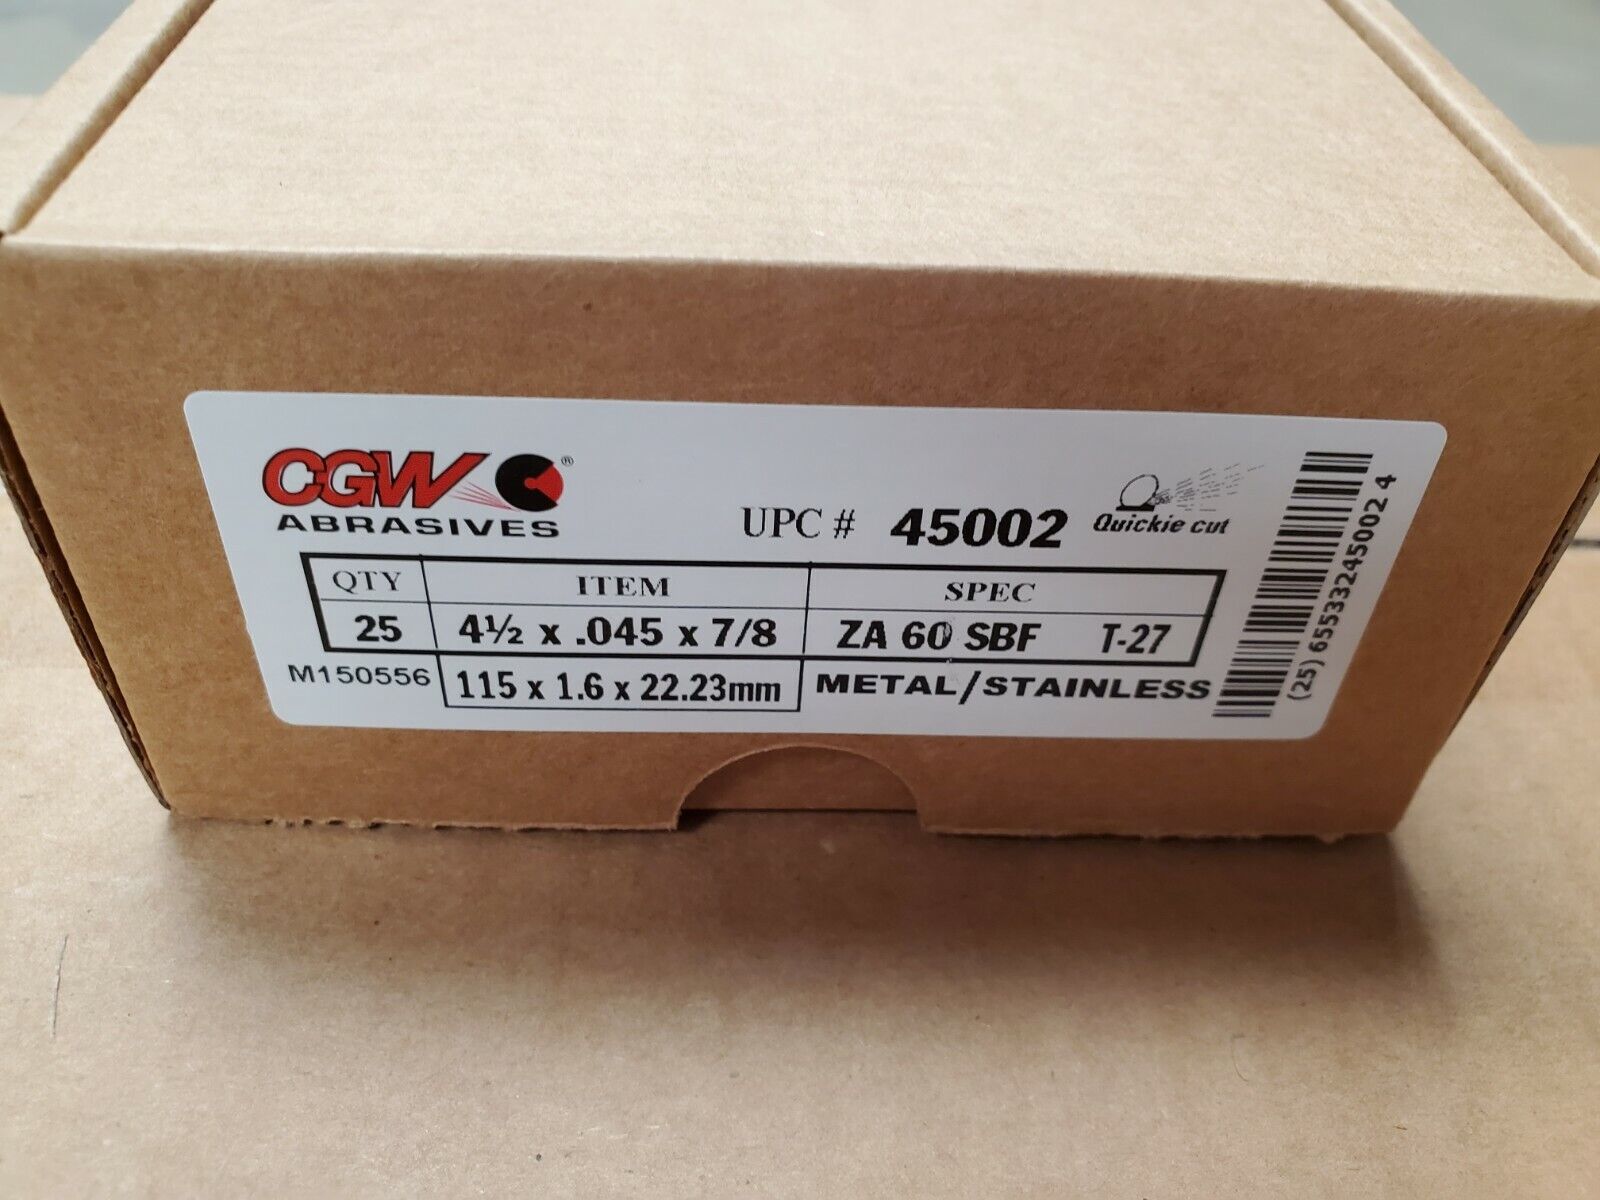 CGW ®
ABRASIVES
UPC # 45002 Quickie cut
QTY ITEM SPEC
25 4½ x .045 x 7/8 ZA 60 SBF T-27
M150556 115 x 1.6 x 22.23mm METAL/STAINLESS
(25) 65533245002 4